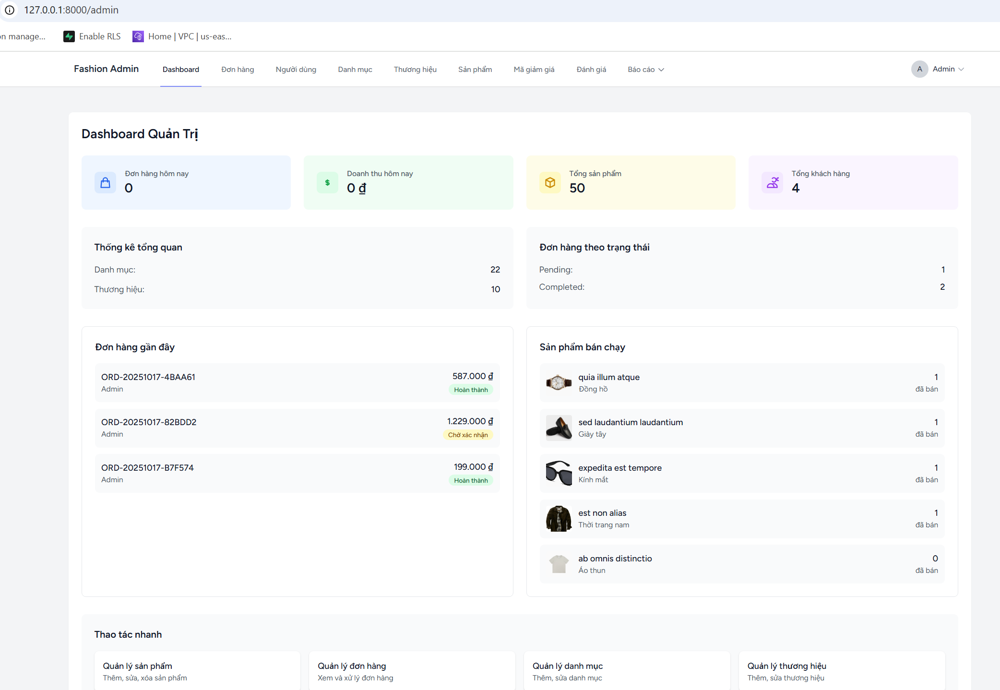 127.0.0.1:8000/admin
on manage...
Enable RLS
Home | VPC | us-eas...
Fashion Admin
Dashboard
Đơn hàng
Người dùng
Danh mục
Thương hiệu
Sản phẩm
Mã giảm giá
Đánh giá
Báo cáo
A
Admin
Dashboard Quản Trị
Đơn hàng hôm nay
0
$
Doanh thu hôm nay
0 ₫
Tổng sản phẩm
50
Tổng khách hàng
4
Thống kê tổng quan
Danh mục: 22
Thương hiệu: 10
Đơn hàng theo trạng thái
Pending: 1
Completed: 2
Đơn hàng gần đây
ORD-20251017-4BAA61 587.000 ₫
Admin Hoàn thành
ORD-20251017-82BDD2 1.229.000 ₫
Admin Chờ xác nhận
ORD-20251017-B7F574 199.000 ₫
Admin Hoàn thành
Sản phẩm bán chạy
quia illum atque 1
Đồng hồ đã bán
sed laudantium laudantium 1
Giày tây đã bán
expedita est tempore 1
Kính mắt đã bán
est non alias 1
Thời trang nam đã bán
ab omnis distinctio 0
Áo thun đã bán
Thao tác nhanh
Quản lý sản phẩm
Thêm, sửa, xóa sản phẩm
Quản lý đơn hàng
Xem và xử lý đơn hàng
Quản lý danh mục
Thêm, sửa danh mục
Quản lý thương hiệu
Thêm, sửa thương hiệu